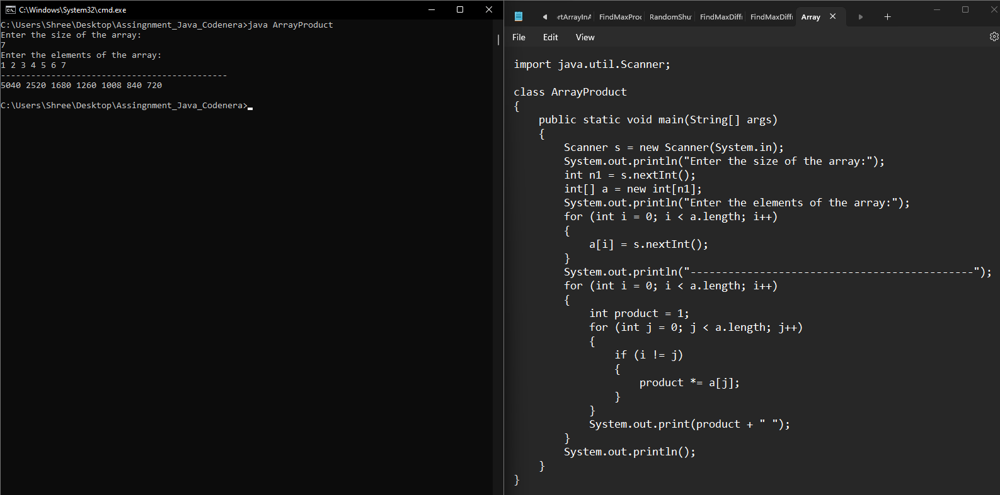 C:\Windows\System32\cmd.exe
C:\Users\Shree\Desktop\Assingnment_Java_Codenera>java ArrayProduct
Enter the size of the array:
7
Enter the elements of the array:
1 2 3 4 5 6 7
---------------------------------------------
5040 2520 1680 1260 1008 840 720
C:\Users\Shree\Desktop\Assingnment_Java_Codenera>
rtArrayInA FindMaxProc RandomShu FindMaxDiffi FindMaxDiffi Array
File Edit View
import java.util.Scanner;
class ArrayProduct
{
    public static void main(String[] args)
    {
        Scanner s = new Scanner(System.in);
        System.out.println("Enter the size of the array:");
        int n1 = s.nextInt();
        int[] a = new int[n1];
        System.out.println("Enter the elements of the array:");
        for (int i = 0; i < a.length; i++)
        {
            a[i] = s.nextInt();
        }
        System.out.println("---------------------------------------------");
        for (int i = 0; i < a.length; i++)
        {
            int product = 1;
            for (int j = 0; j < a.length; j++)
            {
                if (i != j)
                {
                    product *= a[j];
                }
            }
            System.out.print(product + " ");
        }
        System.out.println();
    }
}